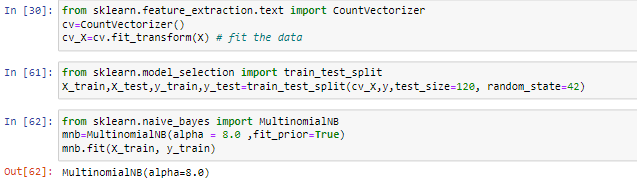 In [30]: from sklearn.feature_extraction.text import CountVectorizer
cv=CountVectorizer()
cv_X=cv.fit_transform(X) # fit the data
In [61]: from sklearn.model_selection import train_test_split
X_train,X_test,y_train,y_test=train_test_split(cv_X,y,test_size=120, random_state=42)
In [62]: from sklearn.naive_bayes import MultinomialNB
mnb=MultinomialNB(alpha = 8.0 ,fit_prior=True)
mnb.fit(X_train, y_train)
Out[62]: MultinomialNB(alpha=8.0)